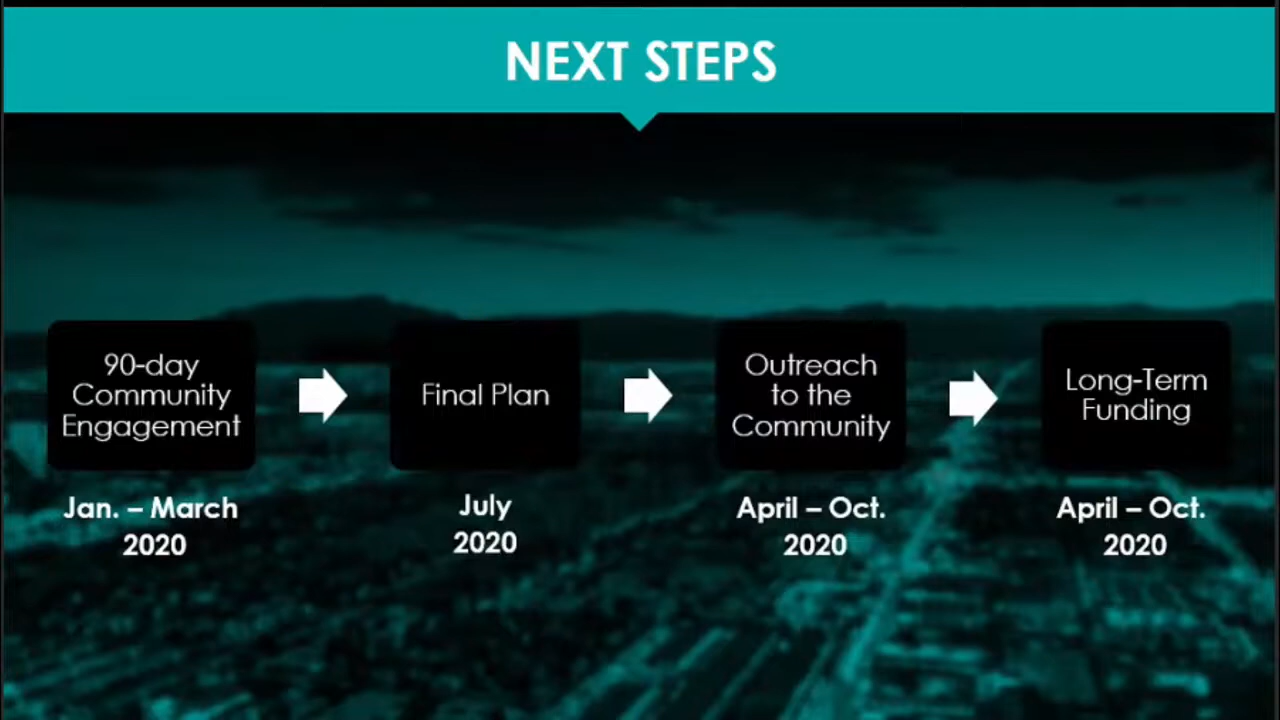 NEXT STEPS
90-day
Community
Engagement
Final Plan
Outreach
to the
Community
Long-Term
Funding
Jan. – March
2020
July
2020
April – Oct.
2020
April – Oct.
2020